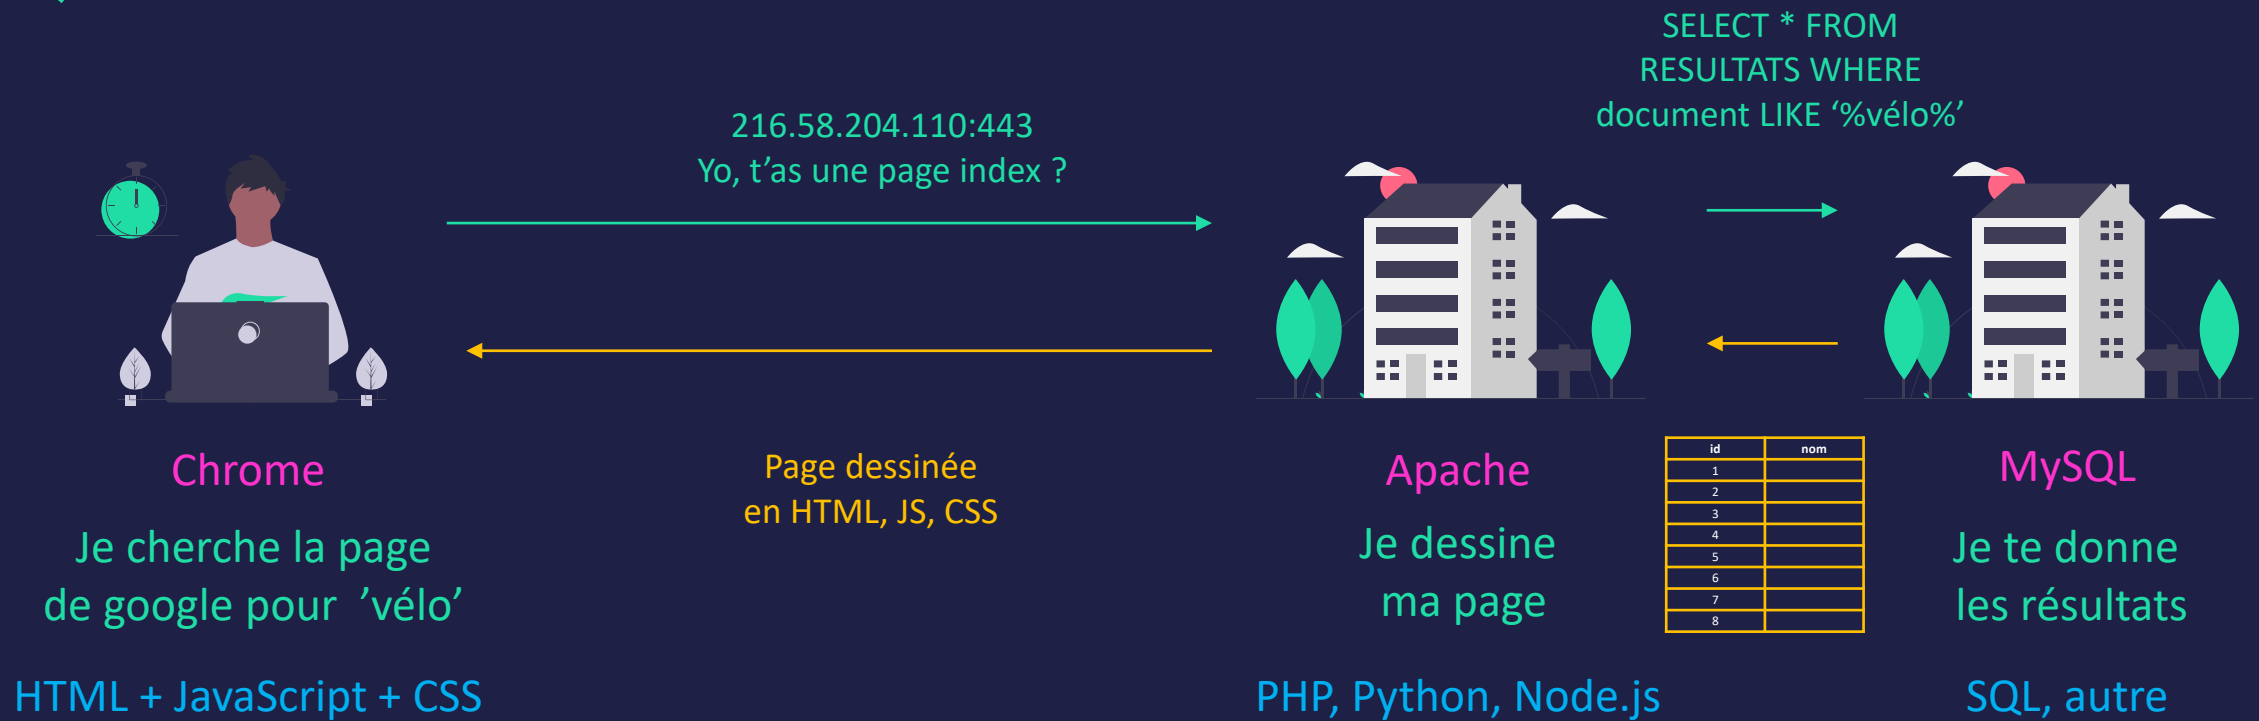 SELECT * FROM
RESULTATS WHERE
document LIKE ‘%vélo%’
216.58.204.110:443
Yo, t’as une page index ?
Chrome
Je cherche la page
de google pour ’vélo’
HTML + JavaScript + CSS
Page dessinée
en HTML, JS, CSS
Apache
Je dessine
ma page
PHP, Python, Node.js
id nom
1
2
3
4
5
6
7
8
MySQL
Je te donne
les résultats
SQL, autre